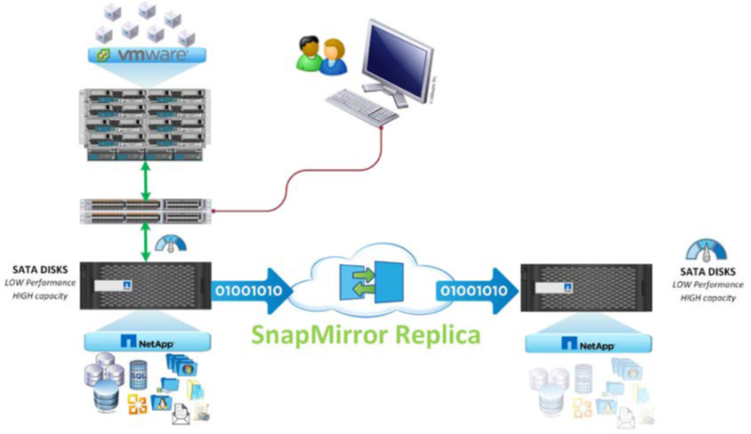 vmware
SATA DISKS
LOW Performance
HIGH capacity
01001010
01001010
SATA DISKS
LOW Performance
HIGH capacity
SnapMirror Replica
NetApp
NetApp
SQL